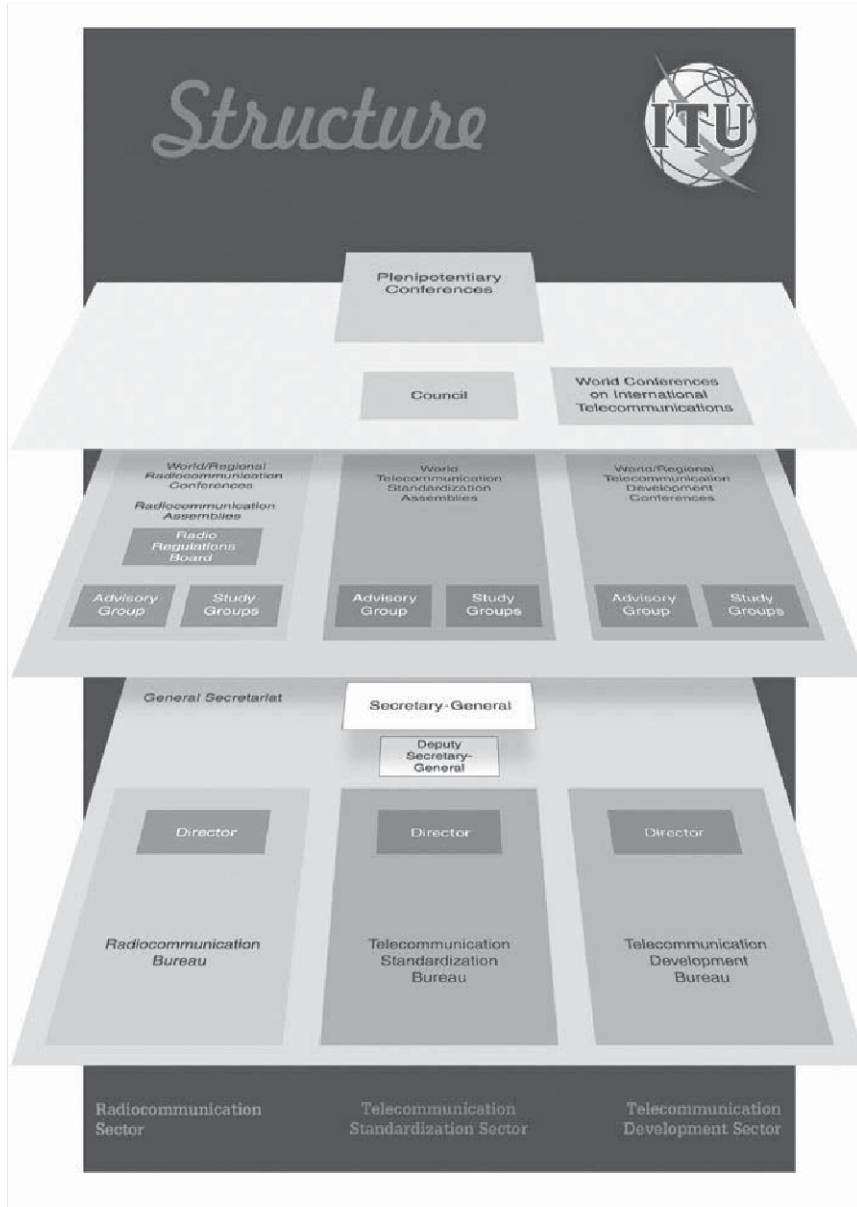 Structure
ITU
Plenipotentiary
Conferences
Council
World Conferences
on International
Telecommunications
World/Regional
Radiocommunication
Conferences
Radiocommunication
Assemblies
Radio
Regulations
Board
Advisory
Group
Study
Groups
World
Telecommunication
Standardization
Assemblies
Advisory
Group
Study
Groups
World/Regional
Telecommunication
Development
Conferences
Advisory
Group
Study
Groups
General Secretariat
Secretary-General
Deputy
Secretary-
General
Director
Radiocommunication
Bureau
Director
Telecommunication
Standardization
Bureau
Director
Telecommunication
Development
Bureau
Radiocommunication
Sector
Telecommunication
Standardization Sector
Telecommunication
Development Sector